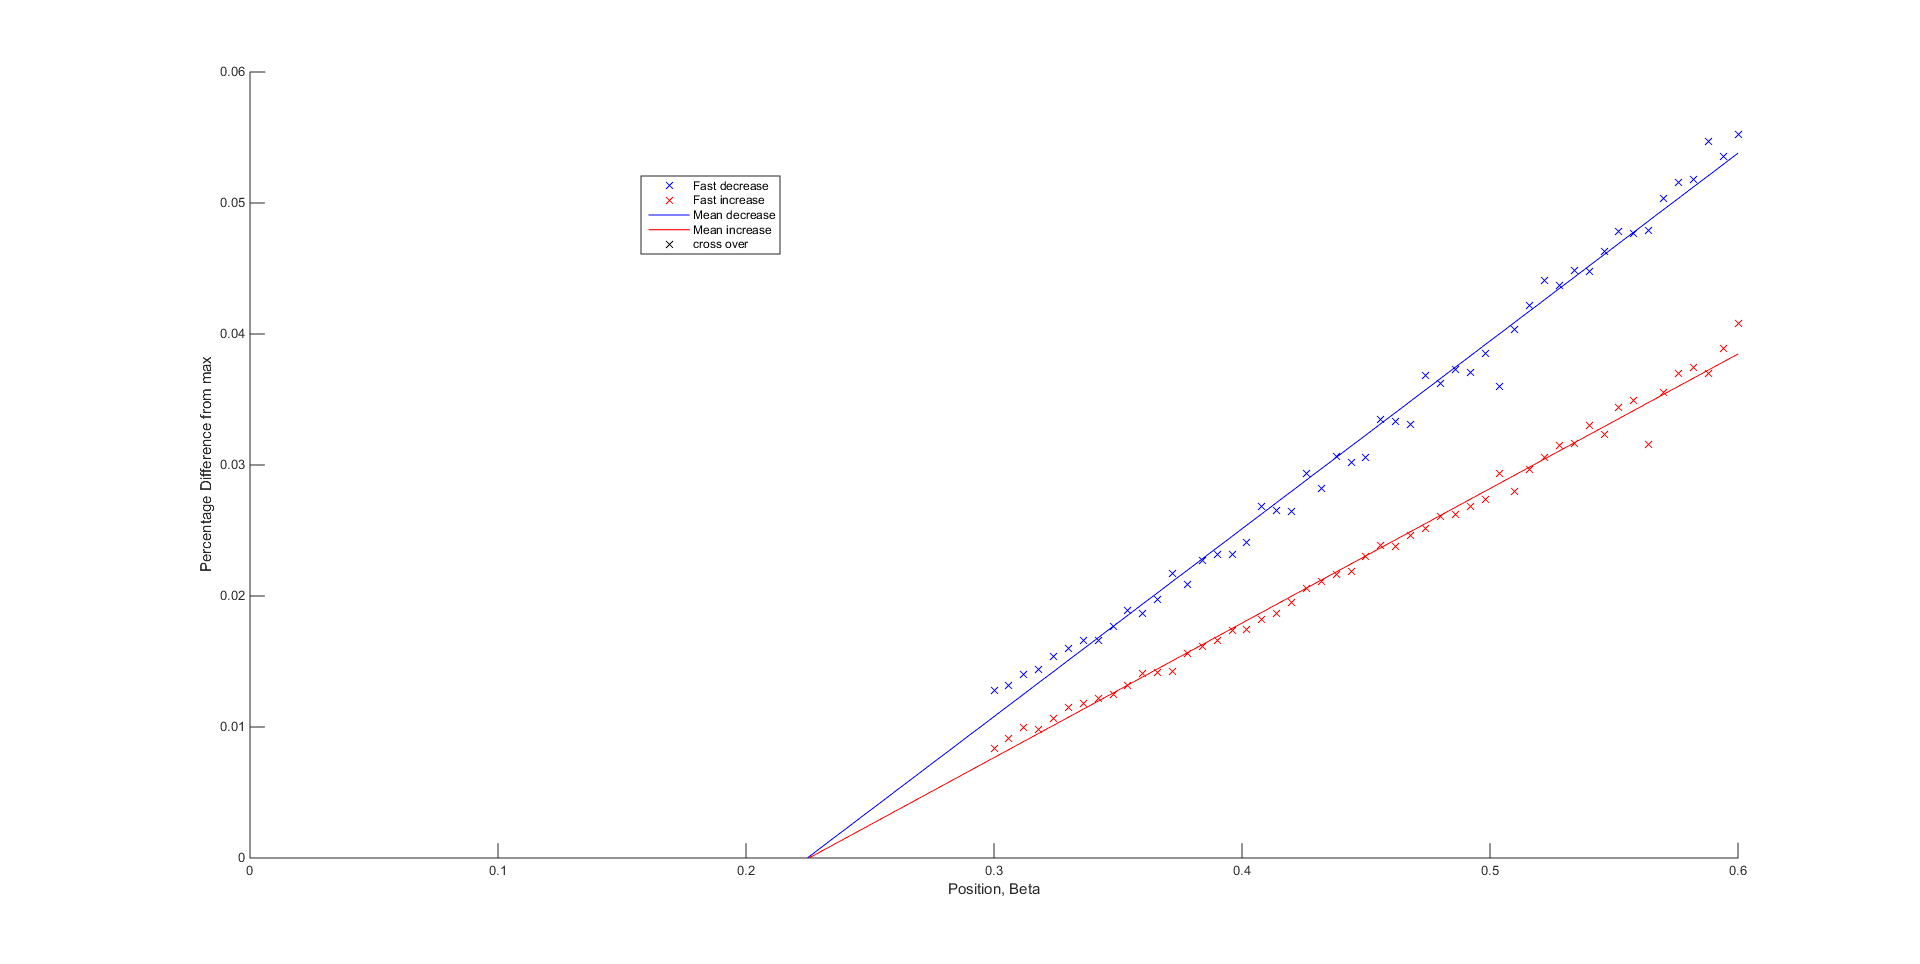 0.06
0.05
0.04
0.03
0.02
0.01
0
Percentage Difference from max
Fast decrease
Fast increase
Mean decrease
Mean increase
cross over
0 0.1 0.2 0.3 0.4 0.5 0.6
Position, Beta